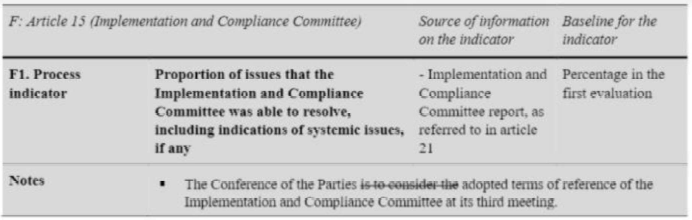 F: Article 15 (Implementation and Compliance Committee)
Source of information on the indicator
Baseline for the indicator
F1. Process indicator
Proportion of issues that the
Implementation and Compliance
Committee was able to resolve,
including indications of systemic issues,
if any
- Implementation and
Compliance
Committee report, as
referred to in article
21
Percentage in the
first evaluation
Notes
▪ The Conference of the Parties is to consider the adopted terms of reference of the
Implementation and Compliance Committee at its third meeting.